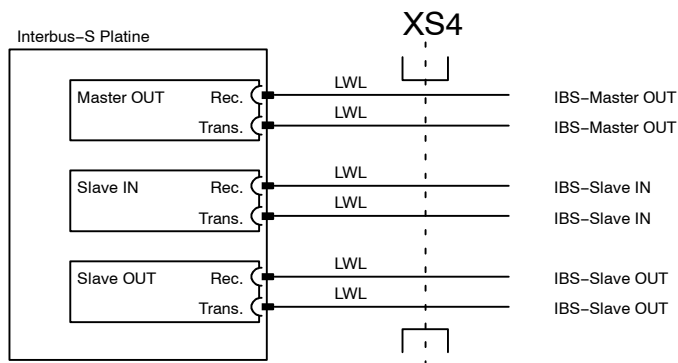 XS4
Interbus-S Platine
Master OUT Rec. LWL IBS-Master OUT
Trans. LWL IBS-Master OUT
Slave IN Rec. LWL IBS-Slave IN
Trans. LWL IBS-Slave IN
Slave OUT Rec. LWL IBS-Slave OUT
Trans. LWL IBS-Slave OUT